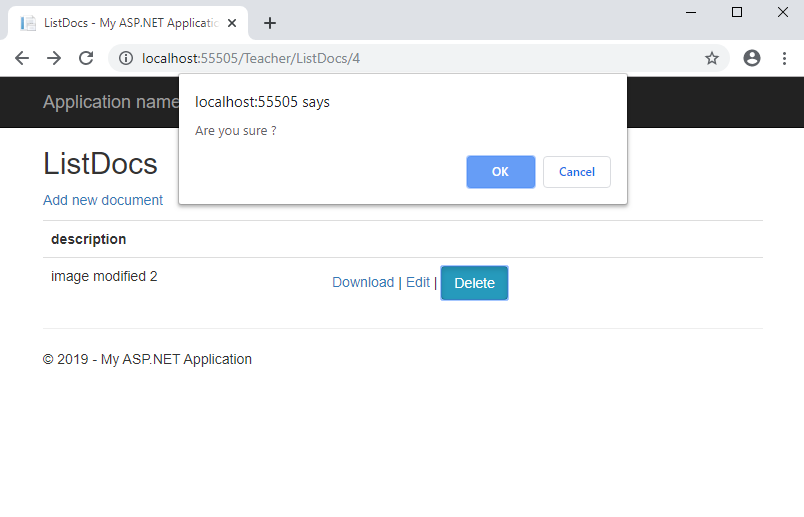 ListDocs - My ASP.NET Applicatic
localhost:55505/Teacher/ListDocs/4
Application name
localhost:55505 says
Are you sure ?
OK Cancel
ListDocs
Add new document
description
image modified 2 Download | Edit | Delete
© 2019 - My ASP.NET Application